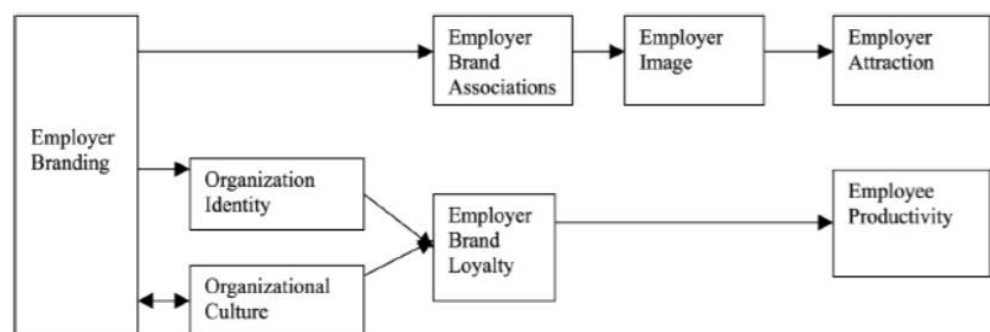 Employer
Branding
Employer
Brand
Associations
Employer
Image
Employer
Attraction
Organization
Identity
Organizational
Culture
Employer
Brand
Loyalty
Employee
Productivity